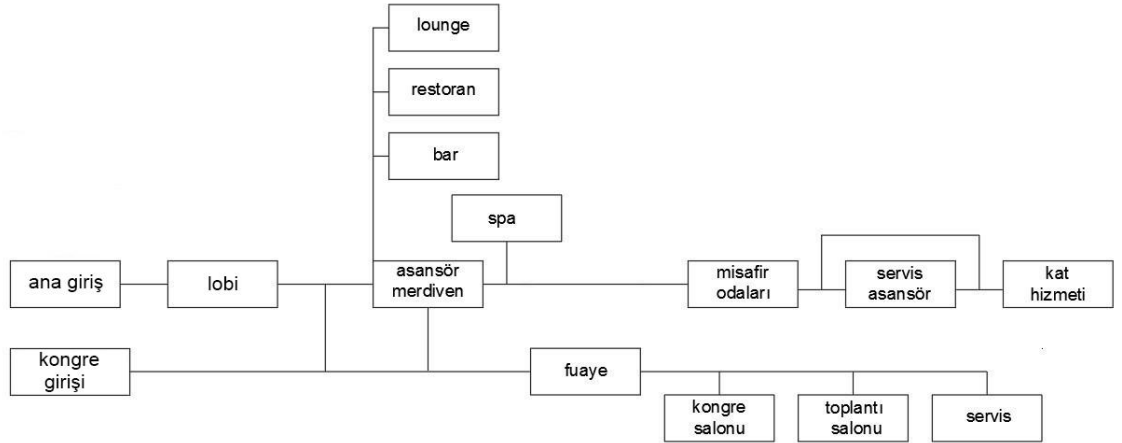 lounge
restoran
bar
spa
ana giriş
lobi
asansör
merdiven
misafir
odaları
servis
asansör
kat
hizmeti
kongre
girişi
fuaye
kongre
salonu
toplantı
salonu
servis